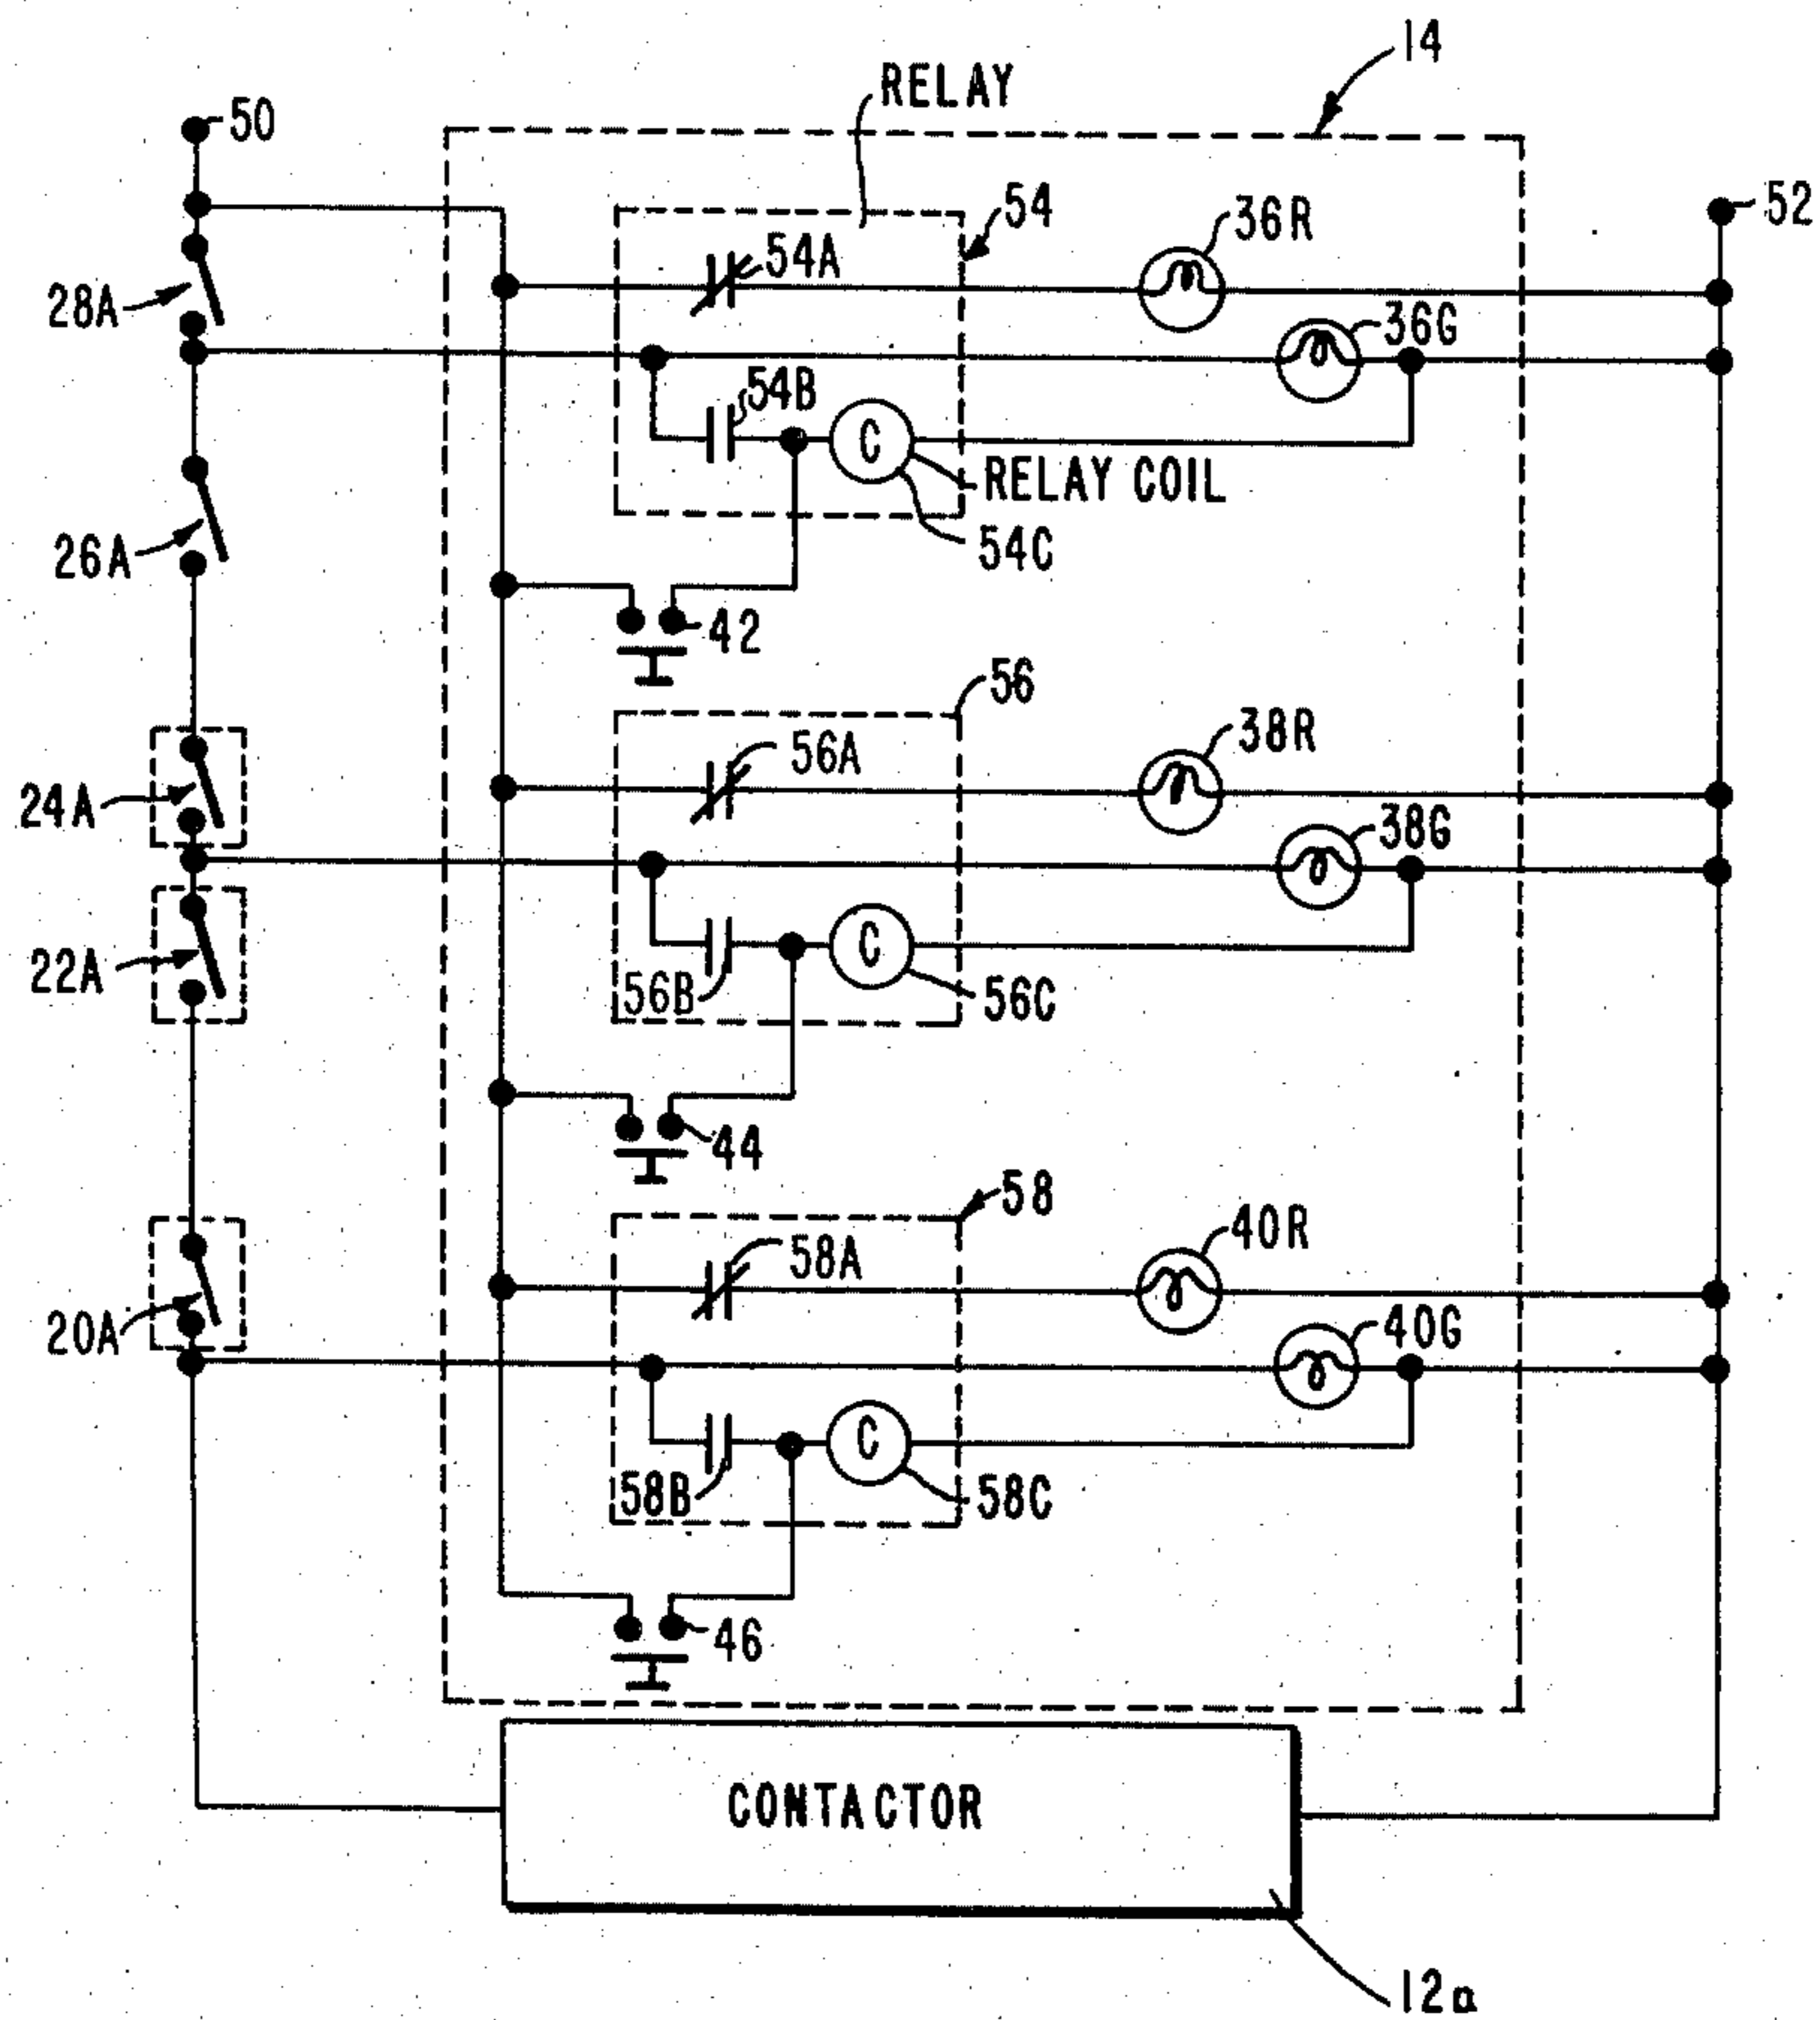 14
RELAY
50
54
36R
52
54A
28A
36G
54B
C
RELAY COIL
26A
54C
42
56
38R
56A
24A
38G
C
22A
56B
56C
44
58
40R
58A
20A
40G
C
58B
58C
46
CONTACTOR
12a